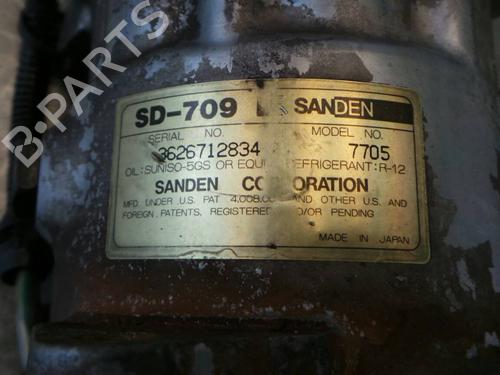 B-PARTS
SD-709 SANDEN
SERIAL NO. MODEL NO.
3626712834 7705
OIL:SUNISO-5GS OR REFRIGERANT:R-12
SANDEN CORPORATION
MFD. UNDER U.S. PAT. AND OTHER U.S. AND
FOREIGN. PATENTS. REGISTERED AND/OR PENDING
MADE IN JAPAN